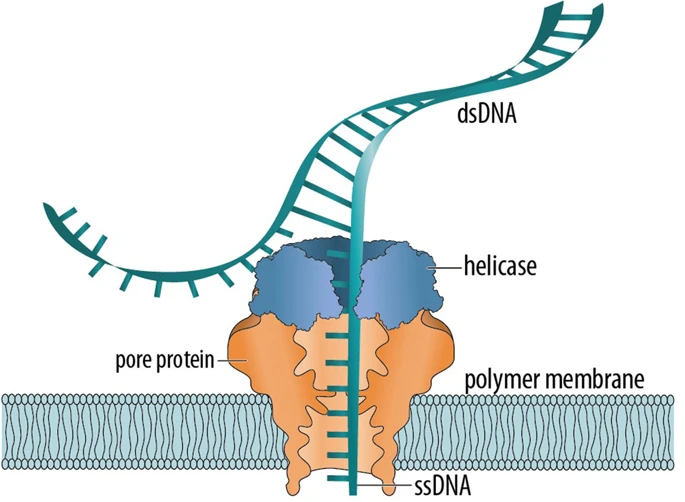 dsDNA
helicase
pore protein
polymer membrane
ssDNA